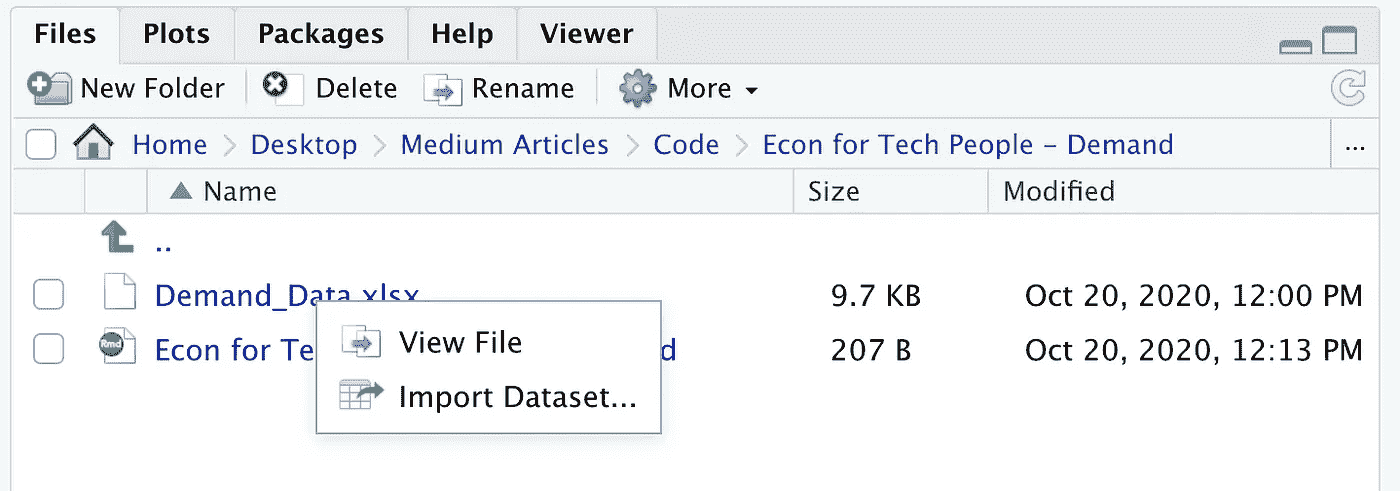 Files Plots Packages Help Viewer
New Folder Delete Rename More
Home Desktop Medium Articles Code Econ for Tech People – Demand ...
Name Size Modified
..
Demand_Data.xlsx 9.7 KB Oct 20, 2020, 12:00 PM
View File
Rmd Econ for Te d 207 B Oct 20, 2020, 12:13 PM
Import Dataset...